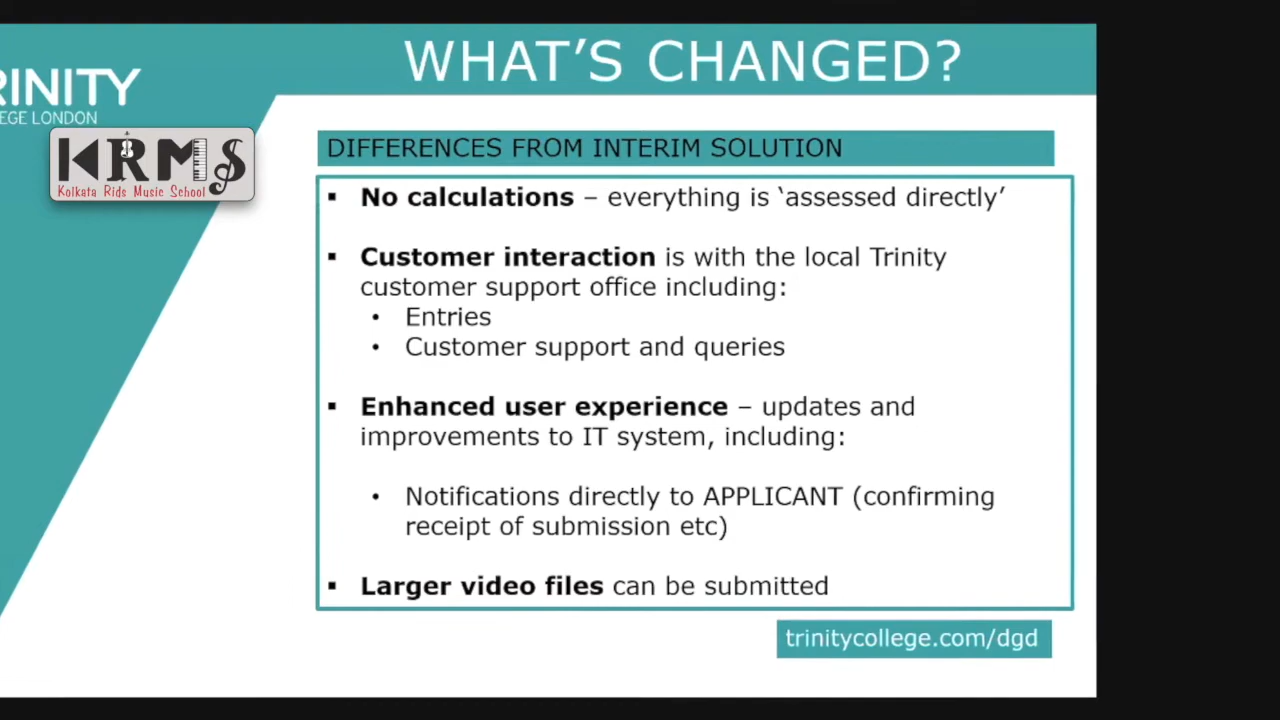 WHAT'S CHANGED?
RINITY
EGE LONDON
KRMS
Kolkata Rids Music School
DIFFERENCES FROM INTERIM SOLUTION
▪ No calculations – everything is ‘assessed directly’
▪ Customer interaction is with the local Trinity
customer support office including:
• Entries
• Customer support and queries
▪ Enhanced user experience – updates and
improvements to IT system, including:
• Notifications directly to APPLICANT (confirming
receipt of submission etc)
▪ Larger video files can be submitted
trinitycollege.com/dgd